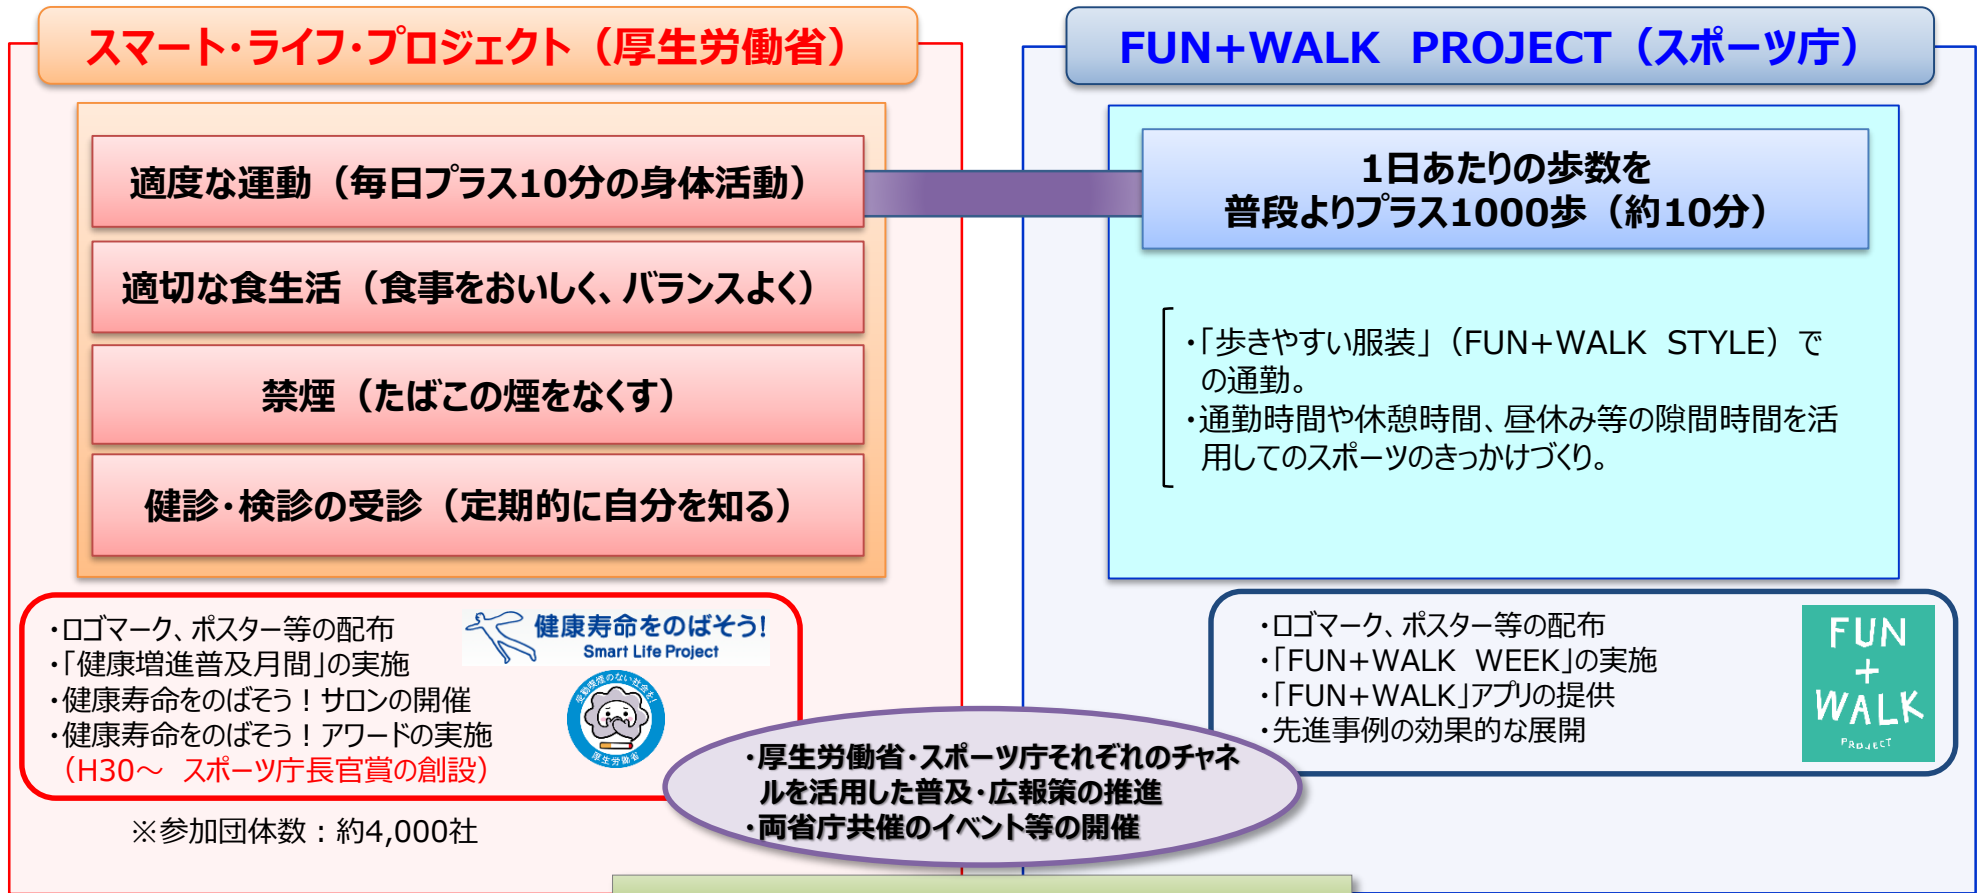 スマート・ライフ・プロジェクト（厚生労働省）
適度な運動（毎日プラス10分の身体活動）
適切な食生活（食事をおいしく、バランスよく）
禁煙（たばこの煙をなくす）
健診・検診の受診（定期的に自分を知る）
・ロゴマーク、ポスター等の配布
・「健康増進普及月間」の実施
・健康寿命をのばそう！サロンの開催
・健康寿命をのばそう！アワードの実施
（H30～　スポーツ庁長官賞の創設）
健康寿命をのばそう！
Smart Life Project
受動喫煙のない社会を！
厚生労働省
※参加団体数：約4,000社
FUN+WALK　PROJECT（スポーツ庁）
1日あたりの歩数を
普段よりプラス1000歩（約10分）
・「歩きやすい服装」（FUN+WALK　STYLE）で
の通勤。
・通勤時間や休憩時間、昼休み等の隙間時間を活
用してのスポーツのきっかけづくり。
・ロゴマーク、ポスター等の配布
・「FUN+WALK　WEEK」の実施
・「FUN+WALK」アプリの提供
・先進事例の効果的な展開
FUN
+
WALK
PROJECT
・厚生労働省・スポーツ庁それぞれのチャネ
ルを活用した普及・広報策の推進
・両省庁共催のイベント等の開催